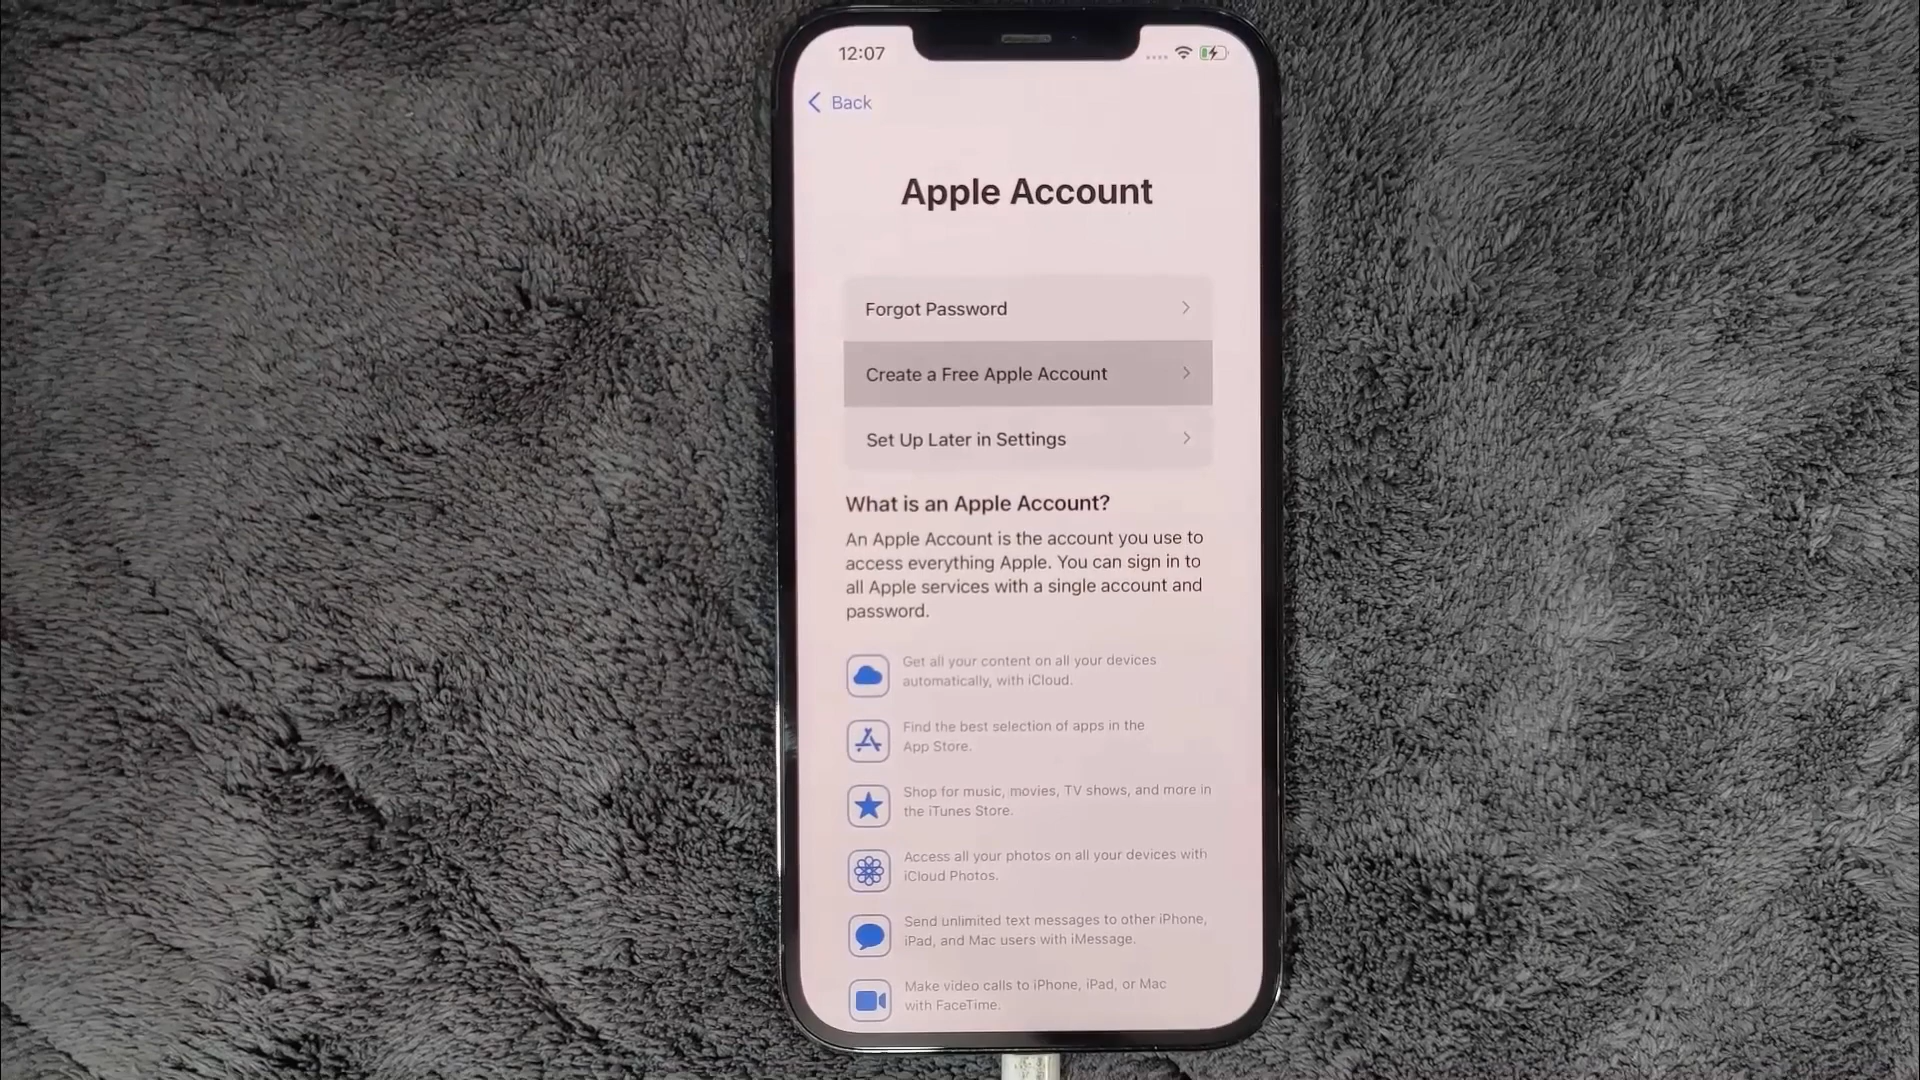 12:07
Back
Apple Account
Forgot Password
Create a Free Apple Account
Set Up Later in Settings
What is an Apple Account?
An Apple Account is the account you use to
access everything Apple. You can sign in to
all Apple services with a single account and
password.
Get all your content on all your devices
automatically, with iCloud.
Find the best selection of apps in the
App Store.
Shop for music, movies, TV shows, and more in
the iTunes Store.
Access all your photos on all your devices with
iCloud Photos.
Send unlimited text messages to other iPhone,
iPad, and Mac users with iMessage.
Make video calls to iPhone, iPad, or Mac
with FaceTime.